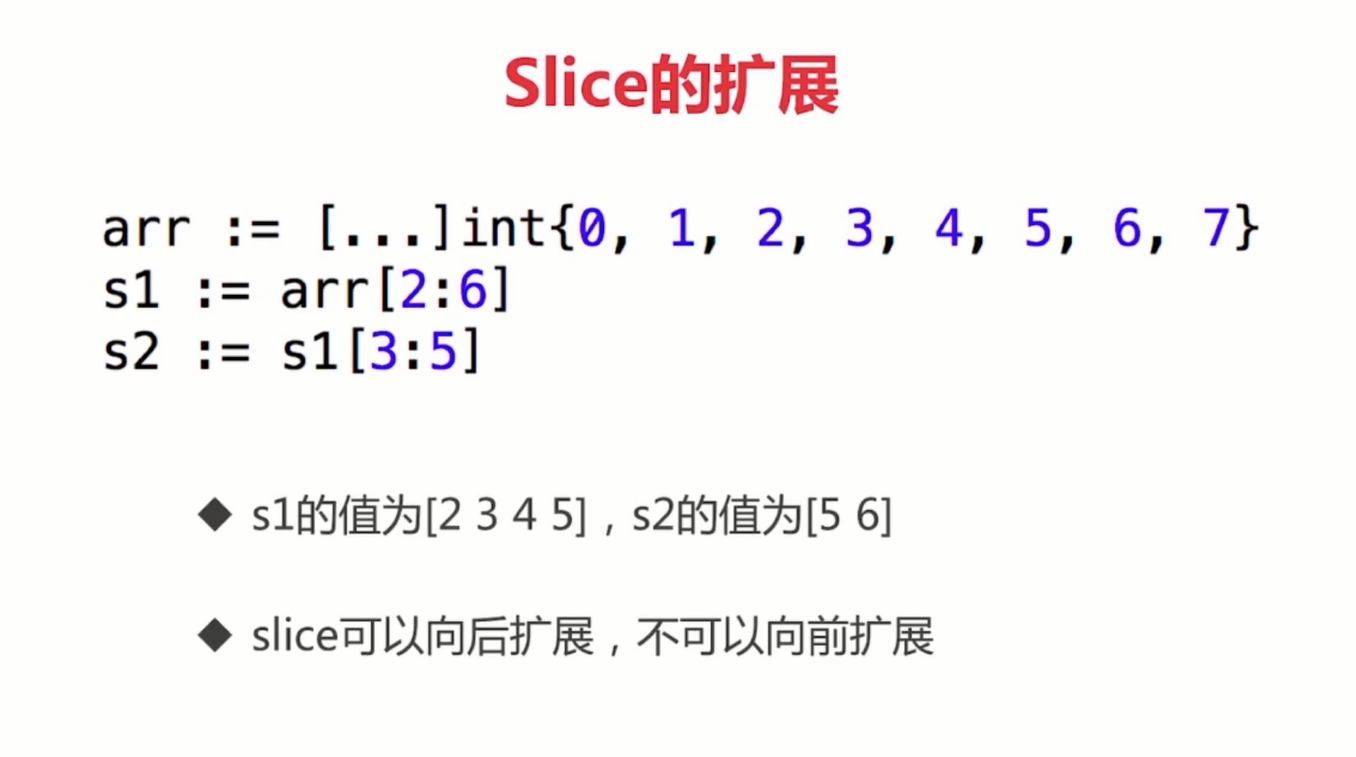 Slice的扩展
arr := [...]int{0, 1, 2, 3, 4, 5, 6, 7}
s1 := arr[2:6]
s2 := s1[3:5]
◆ s1的值为[2 3 4 5]，s2的值为[5 6]
◆ slice可以向后扩展，不可以向前扩展